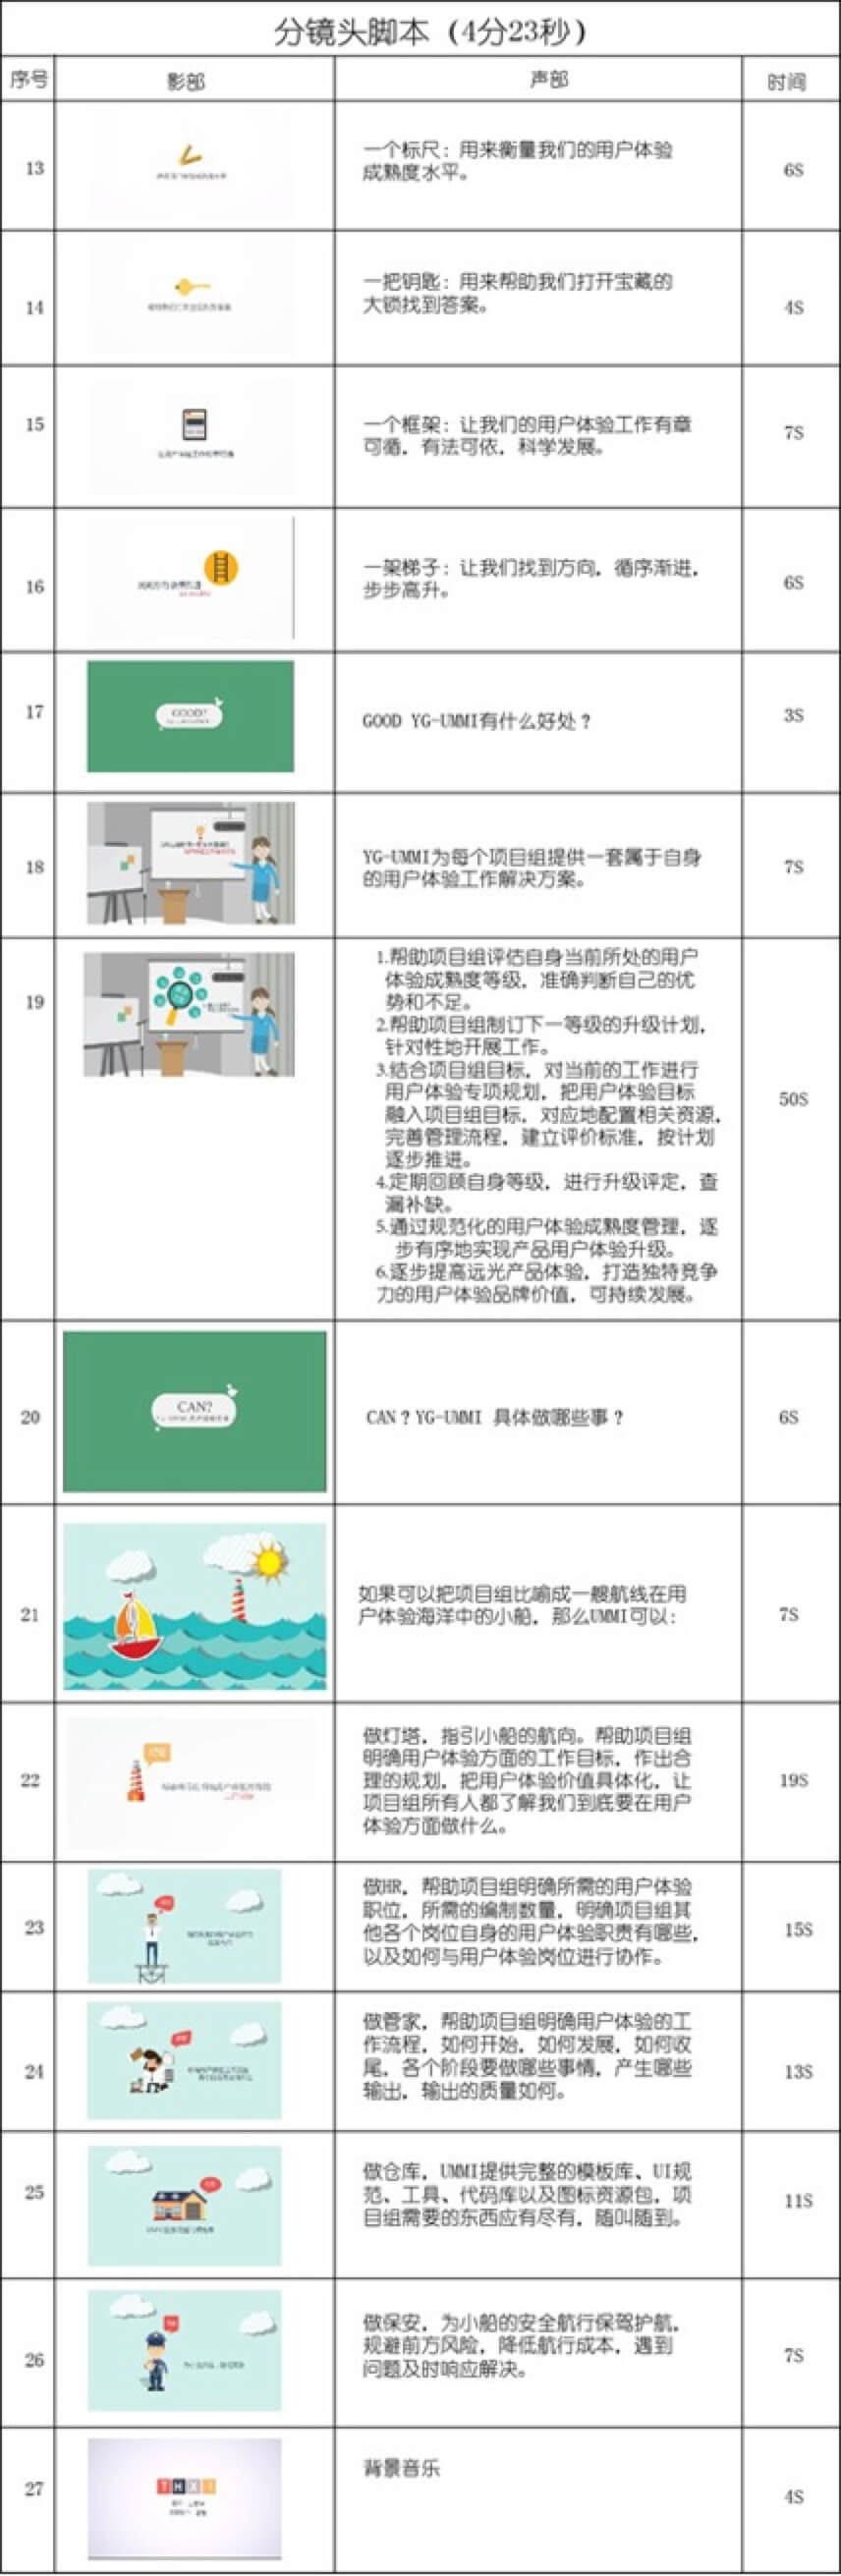 分镜头脚本（4分23秒）
序号 影部 声部 时间
13
一个标尺：用来衡量我们的用户体验
成熟度水平。
6S
14
一把钥匙：用来帮助我们打开宝藏的
大锁找到答案。
4S
15
一个框架：让我们的用户体验工作有章
可循，有法可依，科学发展。
7S
16
一架梯子：让我们找到方向，循序渐进，
步步高升。
6S
17
GOOD?
GOOD YG-UMMI有什么好处？
3S
18
YG-UMMI为每个项目组提供一套属于自身
的用户体验工作解决方案。
7S
19
1.帮助项目组评估自身当前所处的用户
体验成熟度等级，准确判断自己的优
势和不足。
2.帮助项目组制订下一等级的升级计划，
针对性地开展工作。
3.结合项目组目标，对当前的工作进行
用户体验专项规划，把用户体验目标
融入项目组目标，对应地配置相关资源，
完善管理流程，建立评价标准，按计划
逐步推进。
4.定期回顾自身等级，进行升级评定，查
漏补缺。
5.通过规范化的用户体验成熟度管理，逐
步有序地实现产品用户体验升级。
6.逐步提高远光产品体验，打造独特竞争
力的用户体验品牌价值，可持续发展。
50S
20
CAN?
CAN？YG-UMMI 具体做哪些事？
6S
21
如果可以把项目组比喻成一艘航线在用
户体验海洋中的小船，那么UMMI可以：
7S
22
做灯塔，指引小船的航向。帮助项目组
明确用户体验方面的工作目标，作出合
理的规划，把用户体验价值具体化，让
项目组所有人都了解我们到底要在用户
体验方面做什么。
19S
23
做HR，帮助项目组明确所需的用户体验
职位，所需的编制数量，明确项目组其
他各个岗位自身的用户体验职责有哪些，
以及如何与用户体验岗位进行协作。
15S
24
做管家，帮助项目组明确用户体验的工
作流程，如何开始，如何发展，如何收
尾，各个阶段要做哪些事情，产生哪些
输出，输出的质量如何。
13S
25
做仓库，UMMI提供完整的模板库、UI规
范、工具、代码库以及图标资源包，项
目组需要的东西应有尽有，随叫随到。
11S
26
做保安，为小船的安全航行保驾护航，
规避前方风险，降低航行成本，遇到
问题及时响应解决。
7S
27
THX!
背景音乐
4S